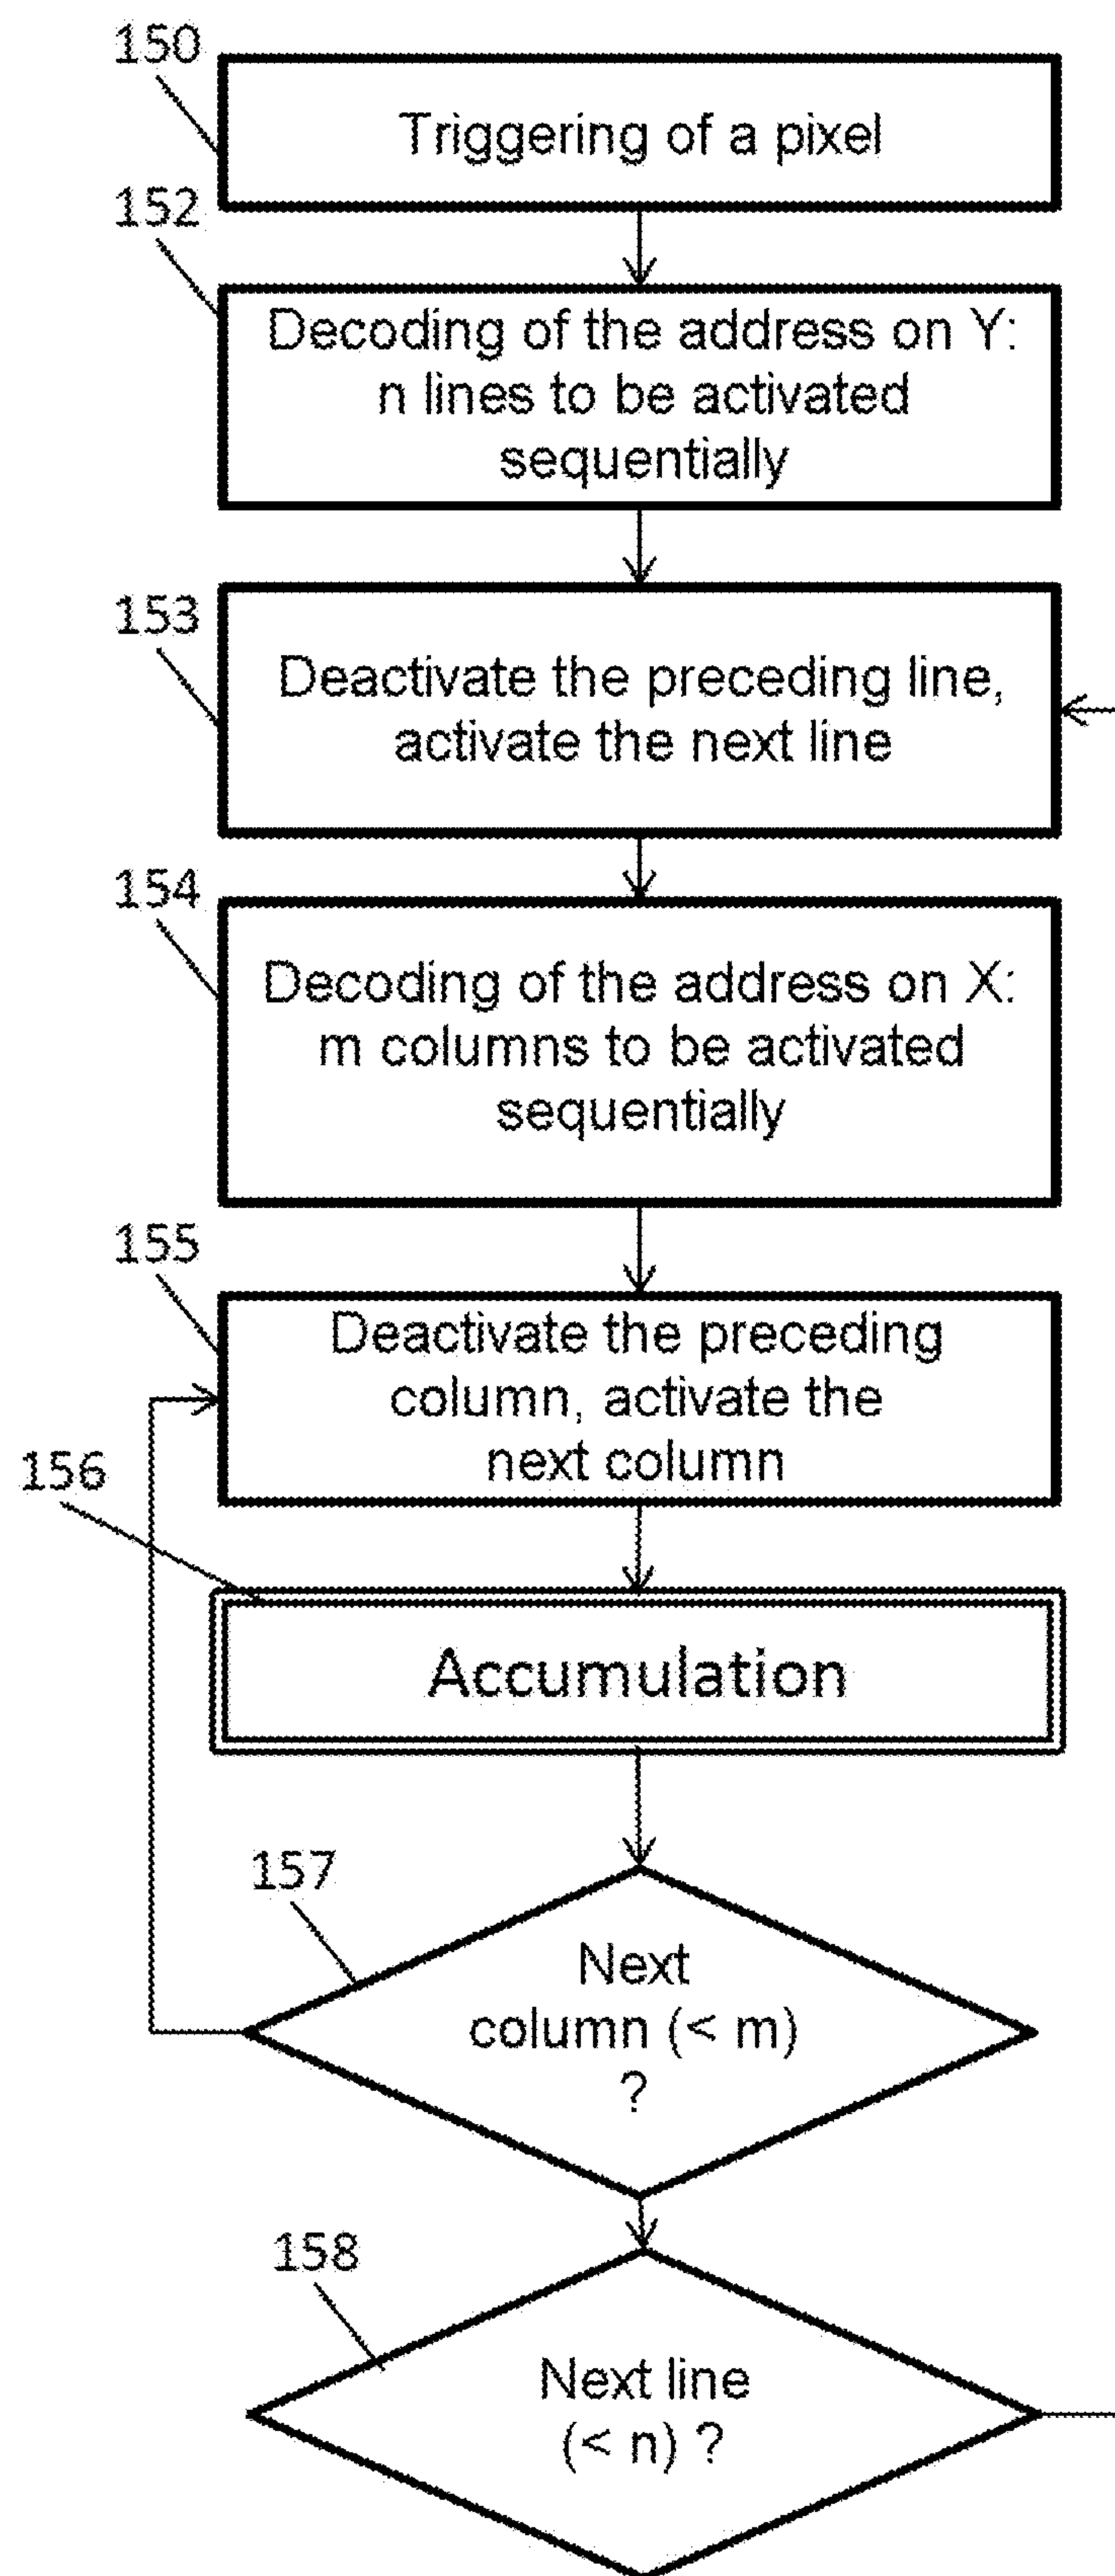 150
Triggering of a pixel
152
Decoding of the address on Y:
n lines to be activated
sequentially
153
Deactivate the preceding line,
activate the next line
154
Decoding of the address on X:
m columns to be activated
sequentially
155
Deactivate the preceding
column, activate the
next column
156
Accumulation
157
Next
column (< m)
?
158
Next line
(< n) ?